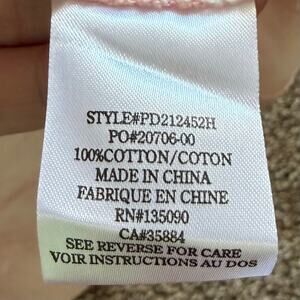 STYLE#PD212452H
PO#20706-00
100%COTTON/COTON
MADE IN CHINA
FABRIQUE EN CHINE
RN#135090
CA#35884
SEE REVERSE FOR CARE
VOIR INSTRUCTIONS AU DOS